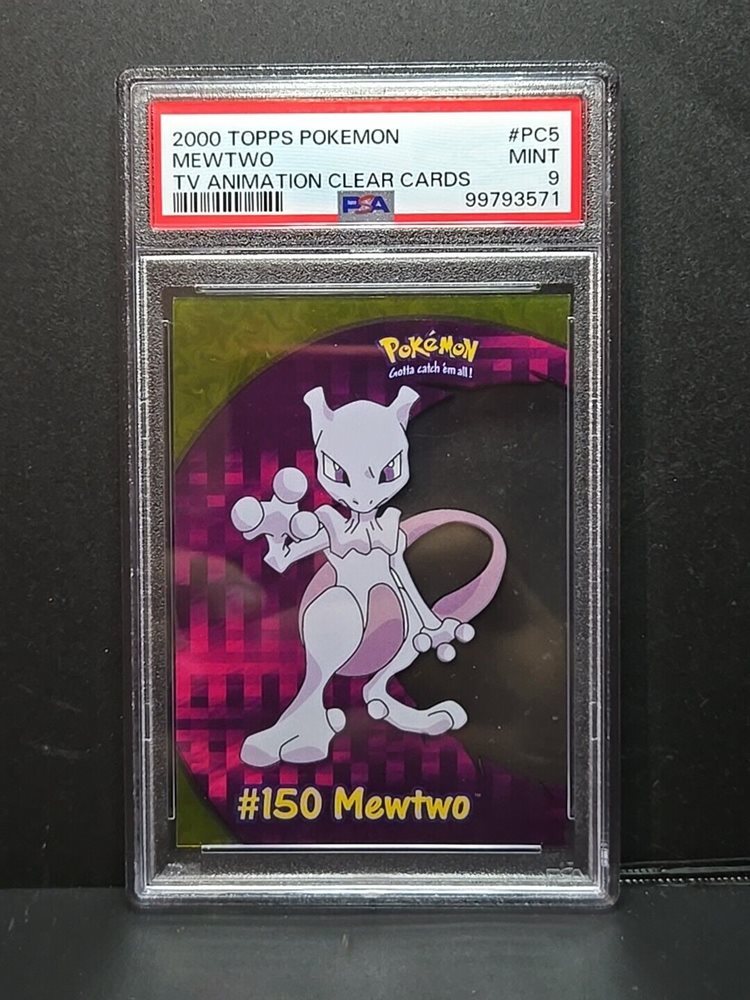 2000 TOPPS POKEMON #PC5
MEWTWO MINT
TV ANIMATION CLEAR CARDS 9
PSA 99793571
POKéMON
Gotta catch 'em all!
#150 Mewtwo™